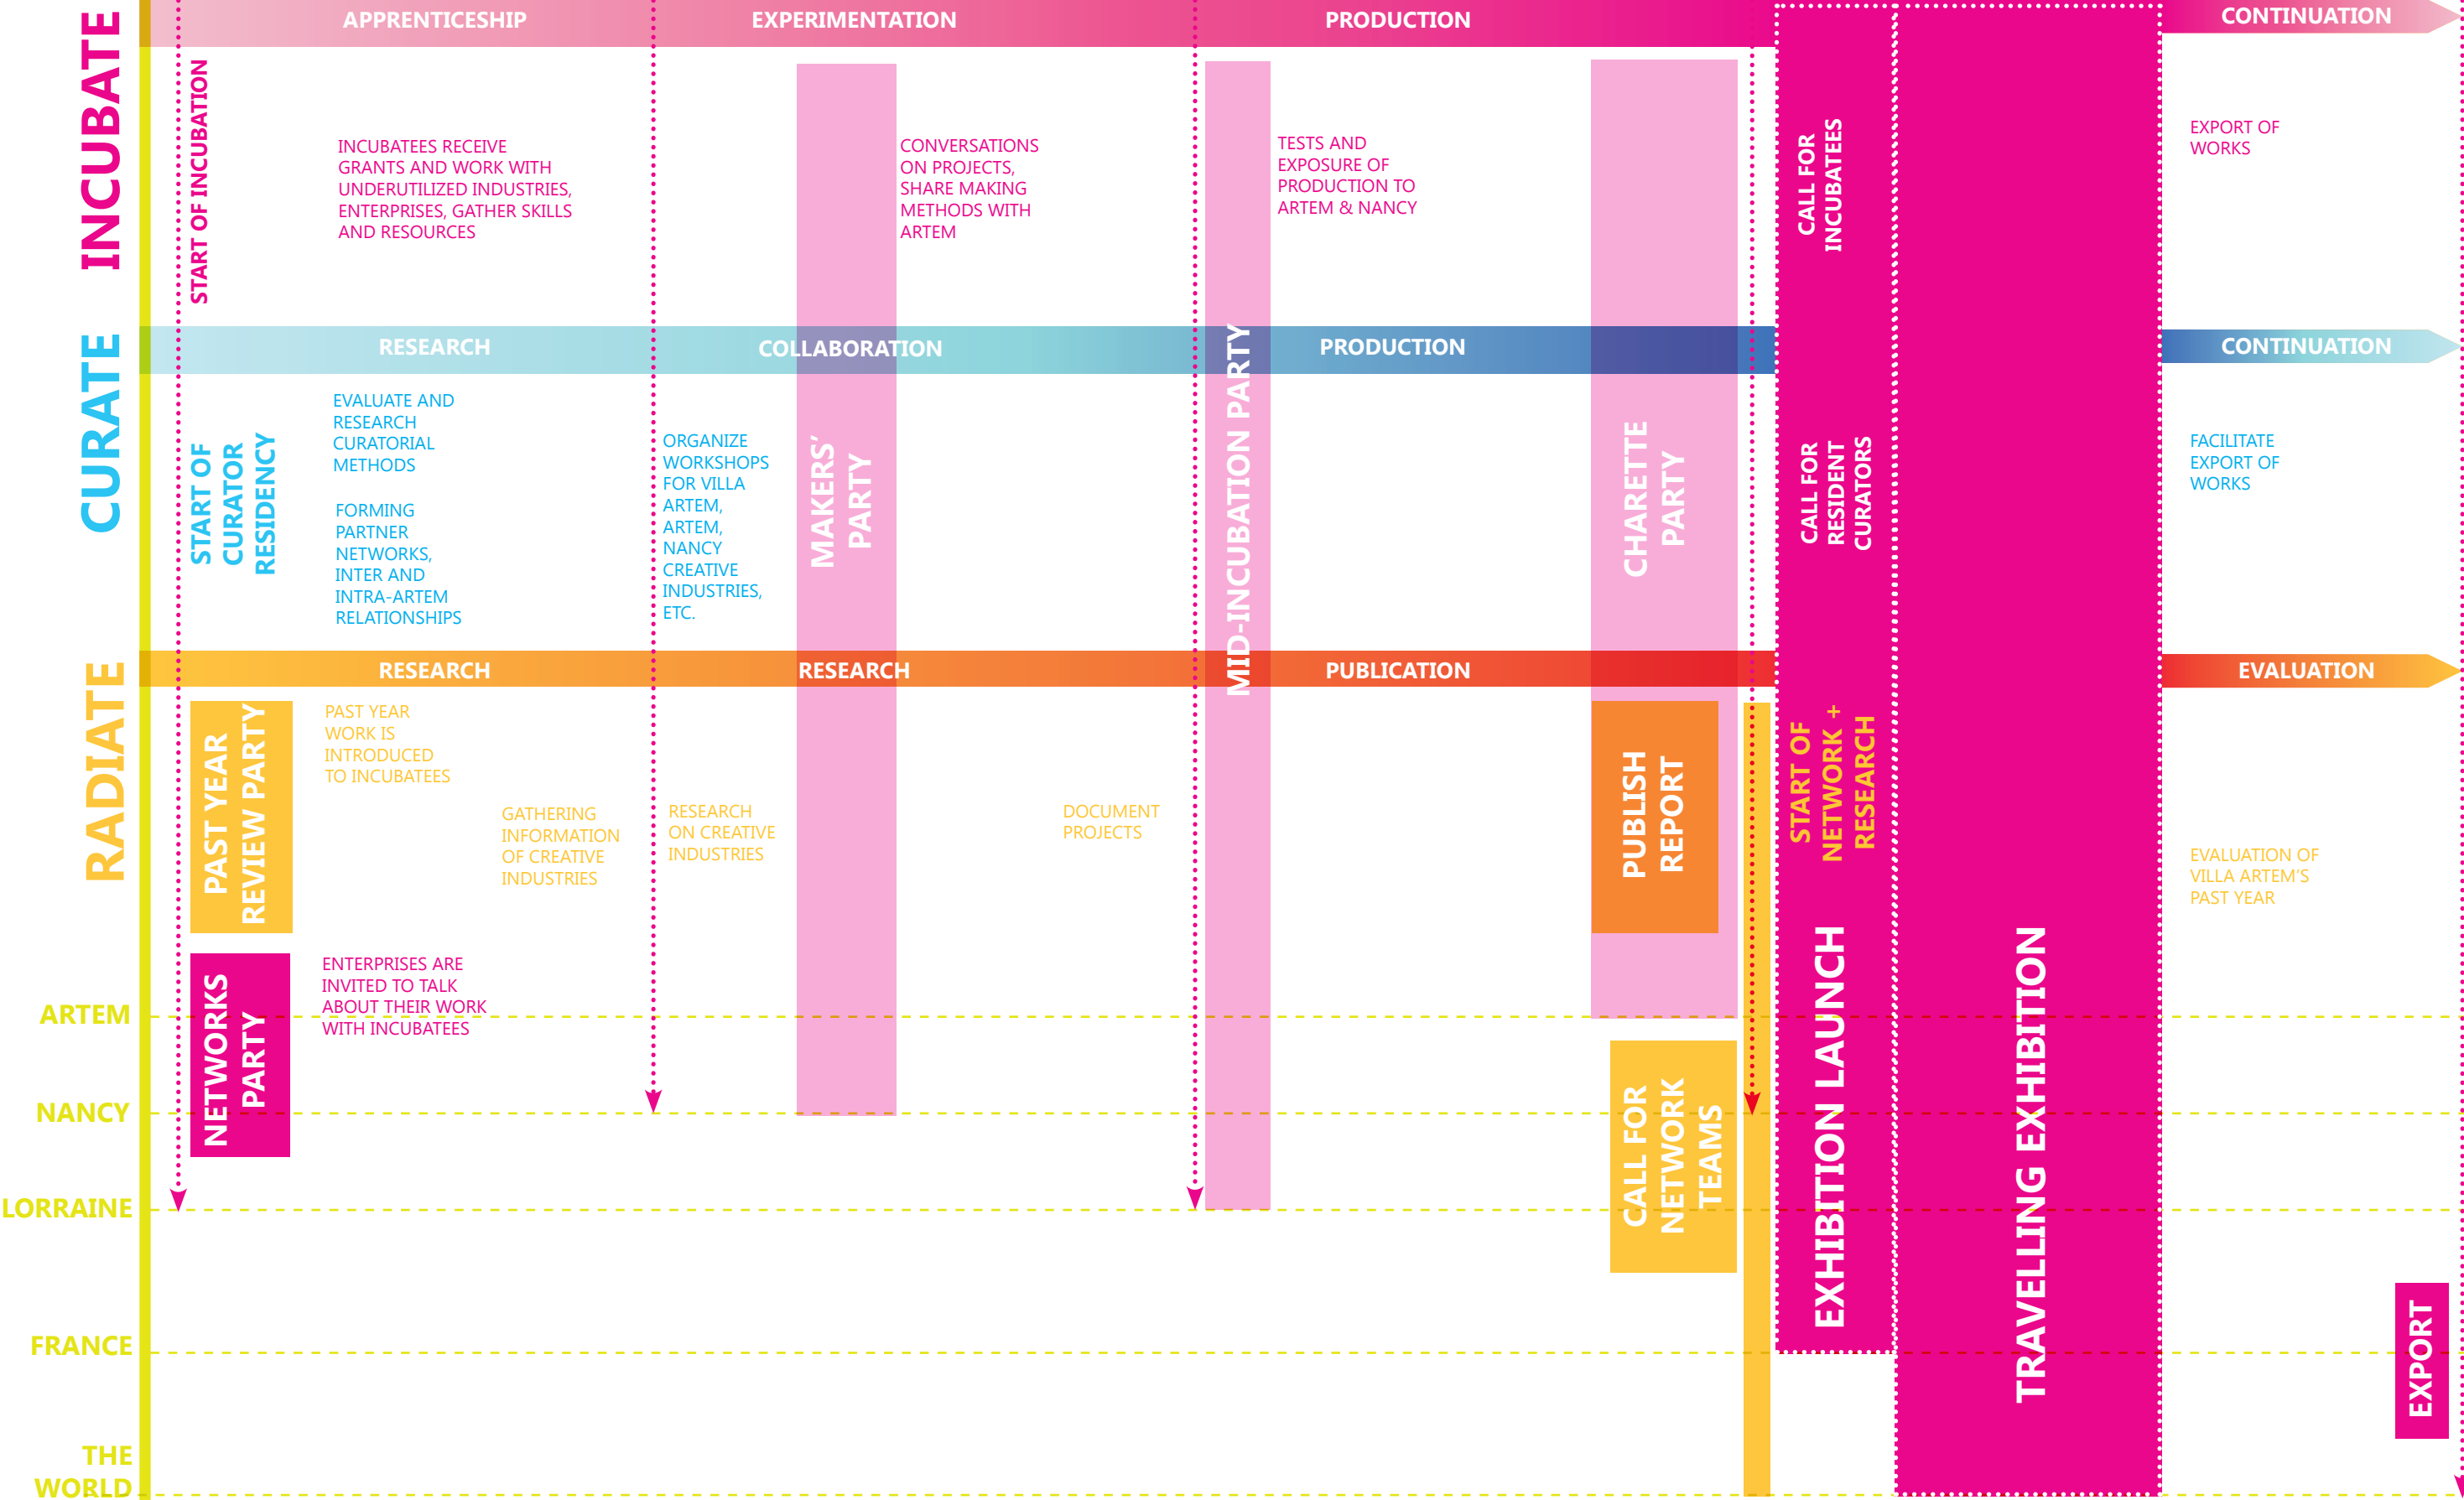 INCUBATE
APPRENTICESHIP
EXPERIMENTATION
PRODUCTION
CONTINUATION
START OF INCUBATION
INCUBATEES RECEIVE
GRANTS AND WORK WITH
UNDERUTILIZED INDUSTRIES,
ENTERPRISES, GATHER SKILLS
AND RESOURCES
CONVERSATIONS
ON PROJECTS,
SHARE MAKING
METHODS WITH
ARTEM
TESTS AND
EXPOSURE OF
PRODUCTION TO
ARTEM & NANCY
CALL FOR
INCUBATEES
EXPORT OF
WORKS
CURATE
RESEARCH
COLLABORATION
PRODUCTION
CONTINUATION
START OF
CURATOR
RESIDENCY
EVALUATE AND
RESEARCH
CURATORIAL
METHODS
FORMING
PARTNER
NETWORKS,
INTER AND
INTRA-ARTEM
RELATIONSHIPS
ORGANIZE
WORKSHOPS
FOR VILLA
ARTEM,
ARTEM,
NANCY
CREATIVE
INDUSTRIES,
ETC.
MAKERS’
PARTY
MID-INCUBATION PARTY
CHARETTE
PARTY
CALL FOR
RESIDENT
CURATORS
FACILITATE
EXPORT OF
WORKS
RADIATE
RESEARCH
RESEARCH
PUBLICATION
EVALUATION
PAST YEAR
REVIEW PARTY
PAST YEAR
WORK IS
INTRODUCED
TO INCUBATEES
GATHERING
INFORMATION
OF CREATIVE
INDUSTRIES
RESEARCH
ON CREATIVE
INDUSTRIES
DOCUMENT
PROJECTS
PUBLISH
REPORT
START OF
NETWORK +
RESEARCH
EVALUATION OF
VILLA ARTEM’S
PAST YEAR
NETWORKS
PARTY
ENTERPRISES ARE
INVITED TO TALK
ABOUT THEIR WORK
WITH INCUBATEES
CALL FOR
NETWORK
TEAMS
EXHIBITION LAUNCH
TRAVELLING EXHIBITION
EXPORT
ARTEM
NANCY
LORRAINE
FRANCE
THE
WORLD